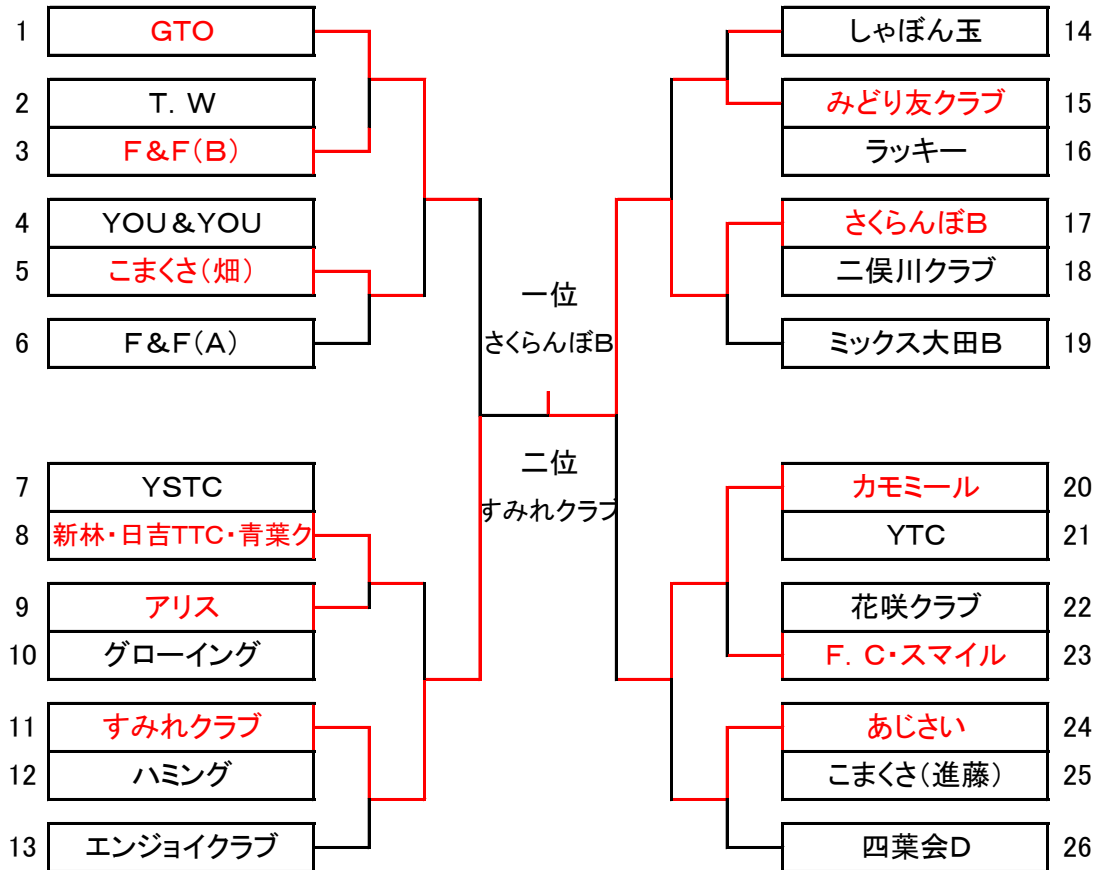 1 GTO
2 T. W
3 F&F(B)
4 YOU&YOU
5 こまくさ(畑)
6 F&F(A)
7 YSTC
8 新林・日吉TTC・青葉ク
9 アリス
10 グローイング
11 すみれクラブ
12 ハミング
13 エンジョイクラブ
一位
さくらんぼB
二位
すみれクラブ
しゃぼん玉 14
みどり友クラブ 15
ラッキー 16
さくらんぼB 17
二俣川クラブ 18
ミックス大田B 19
カモミール 20
YTC 21
花咲クラブ 22
F. C・スマイル 23
あじさい 24
こまくさ(進藤) 25
四葉会D 26